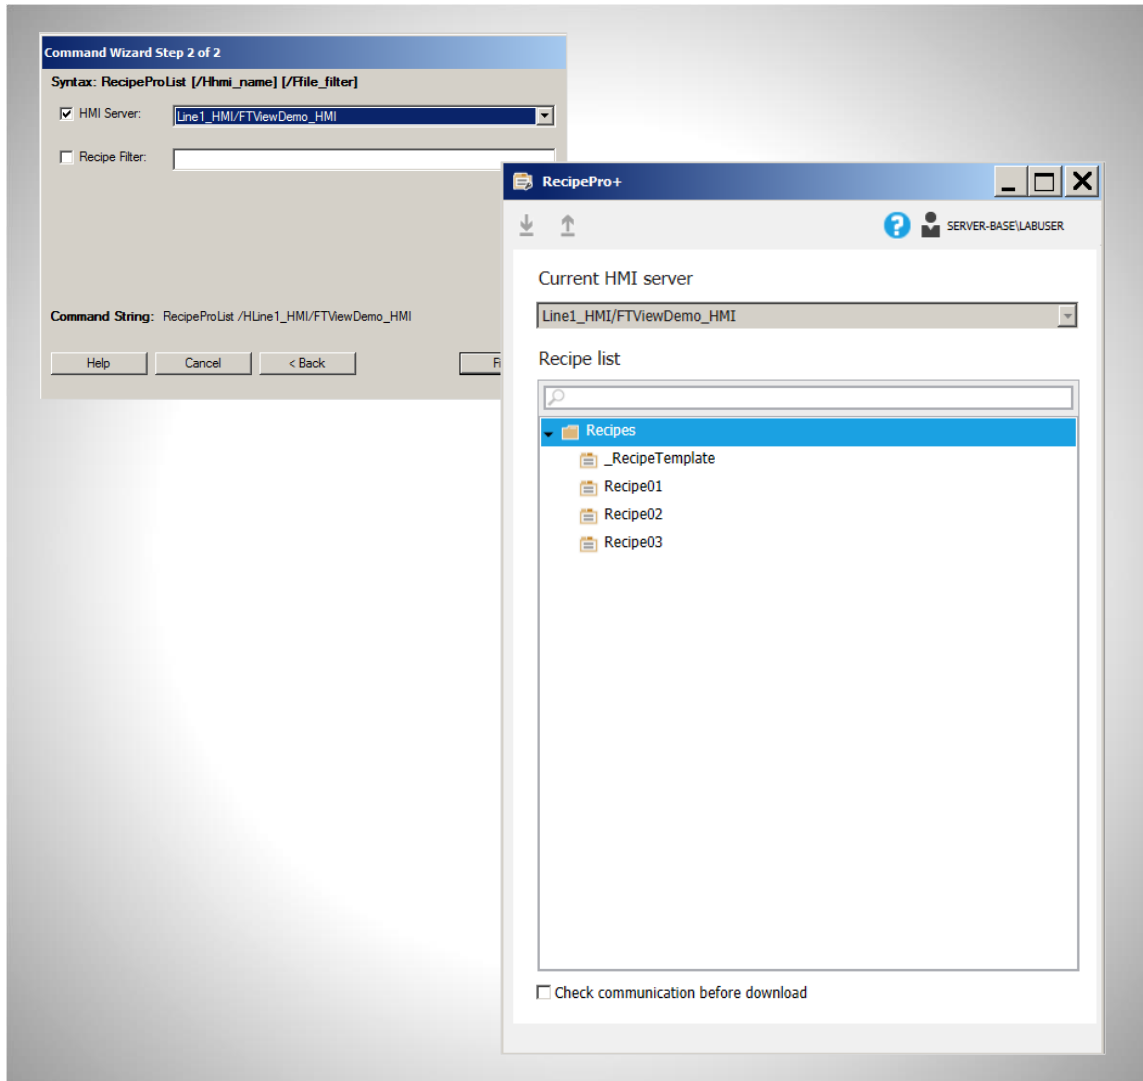 Command Wizard Step 2 of 2
Syntax: RecipeProList [/Hhmi_name] [/Ffile_filter]
HMI Server:
Line1_HMI/FTViewDemo_HMI
Recipe Filter:
Command String: RecipeProList /HLine1_HMI/FTViewDemo_HMI
Help
Cancel
< Back
RecipePro+
? SERVER-BASE\LABUSER
Current HMI server
Line1_HMI/FTViewDemo_HMI
Recipe list
Recipes
_RecipeTemplate
Recipe01
Recipe02
Recipe03
Check communication before download